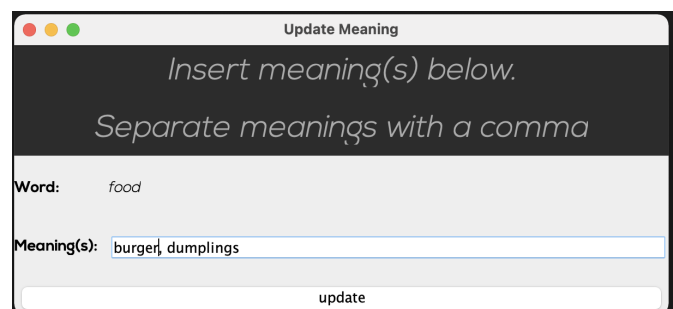 Update Meaning
Insert meaning(s) below.
Separate meanings with a comma
Word: food
Meaning(s): burger, dumplings
update